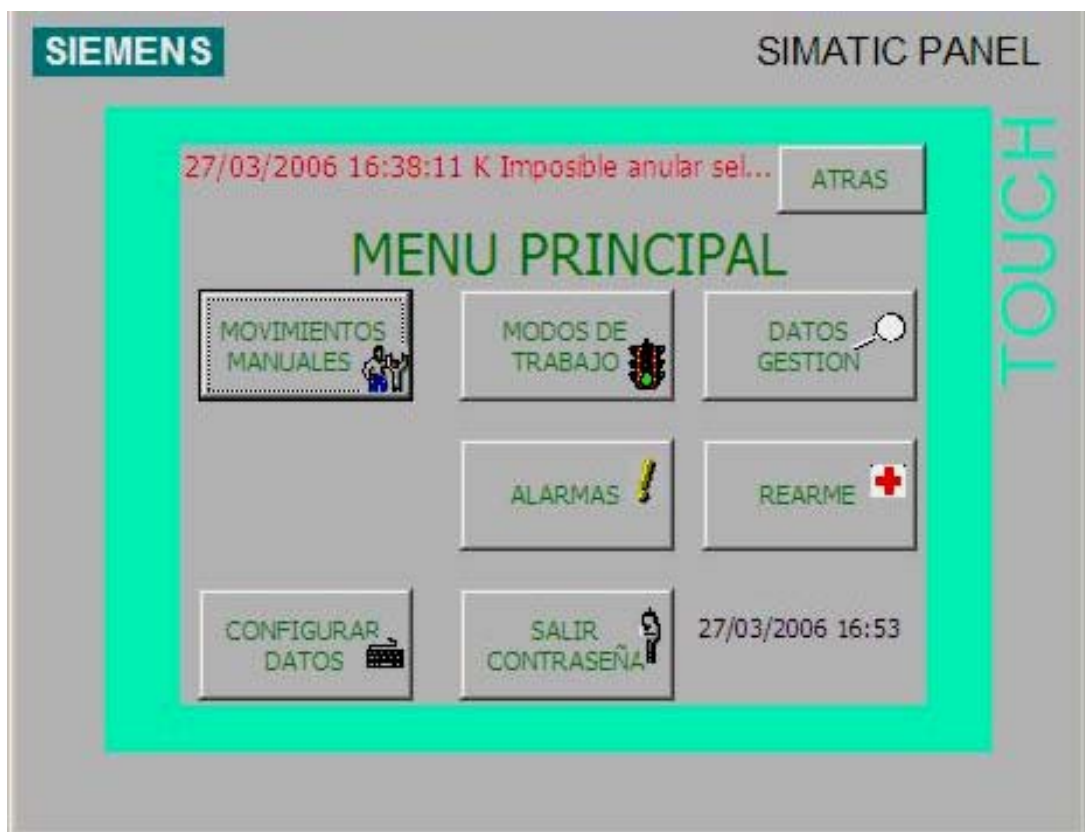 SIEMENS
SIMATIC PANEL
TOUCH
27/03/2006 16:38:11 K Imposible anular sel...
ATRAS
MENU PRINCIPAL
MOVIMIENTOS
MANUALES
MODOS DE
TRABAJO
DATOS
GESTION
ALARMAS
REARME
CONFIGURAR
DATOS
SALIR
CONTRASEÑA
27/03/2006 16:53